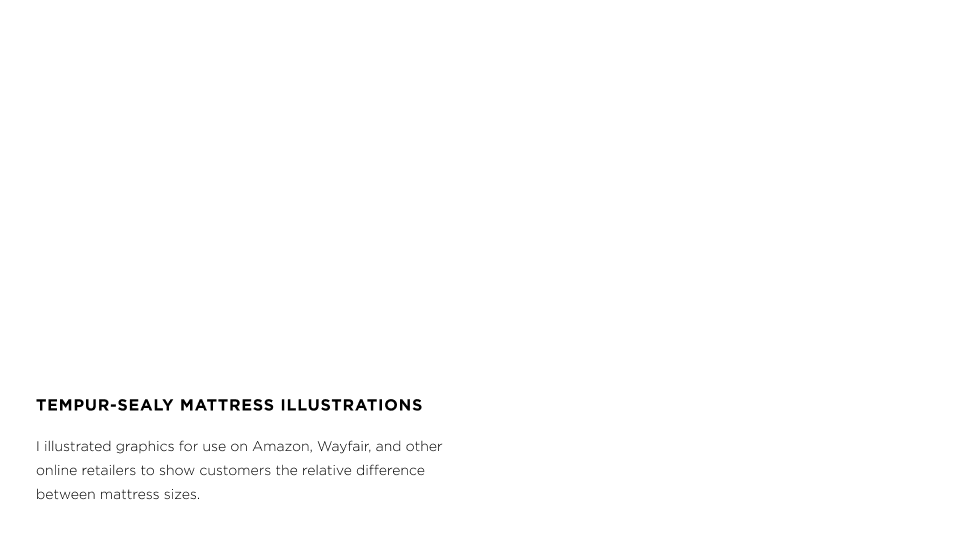 TEMPUR-SEALY MATTRESS ILLUSTRATIONS
I illustrated graphics for use on Amazon, Wayfair, and other
online retailers to show customers the relative difference
between mattress sizes.